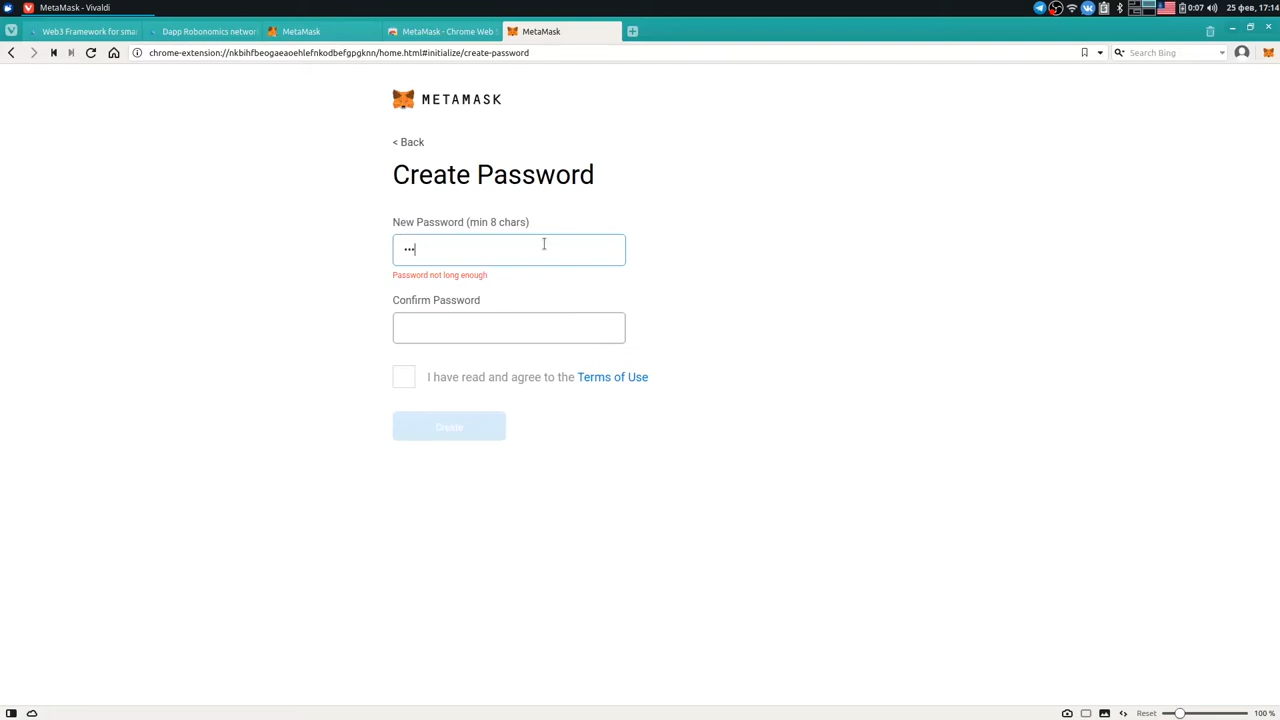 MetaMask - Vivaldi
0:07
25 фев, 17:14
Web3 Framework for sma
Dapp Robonomics networ
MetaMask
MetaMask - Chrome Web S
MetaMask
chrome-extension://nkbihfbeogaeaoehlefnkodbefgpgknn/home.html#initialize/create-password
Search Bing
METAMASK
< Back
Create Password
New Password (min 8 chars)
•••
Password not long enough
Confirm Password
I have read and agree to the Terms of Use
Create
Reset
100 %